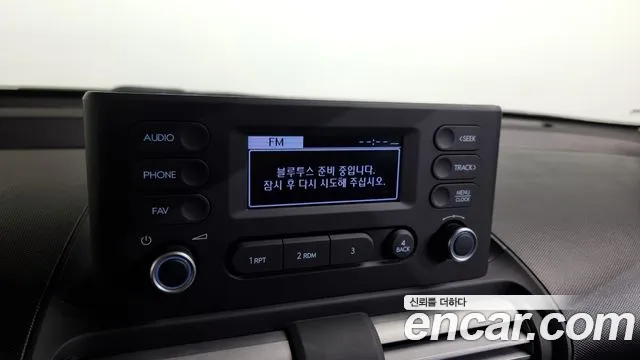 FM --:--
블루투스 준비 중입니다.
잠시 후 다시 시도해 주십시오.
AUDIO
PHONE
FAV
<SEEK
TRACK>
MENU
CLOCK
1 RPT
2 RDM
3
4
BACK
신뢰를 더하다
encar.com